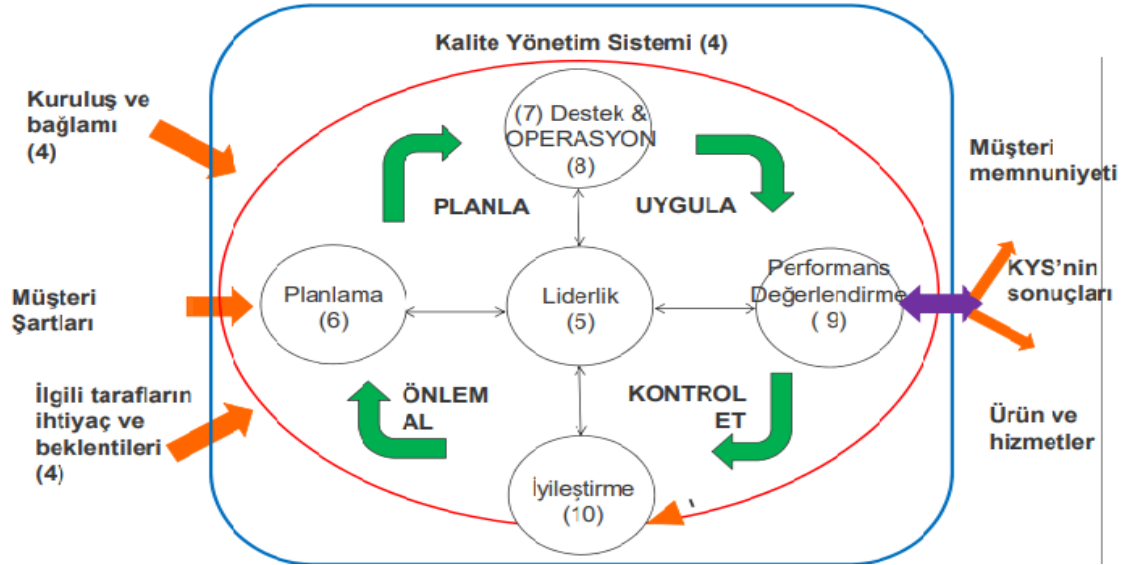 Kalite Yönetim Sistemi (4)
Kuruluş ve
bağlamı
(4)
Müşteri
Şartları
İlgili tarafların
ihtiyaç ve
beklentileri
(4)
(7) Destek &
OPERASYON
(8)
PLANLA
UYGULA
Planlama
(6)
Liderlik
(5)
Performans
Değerlendirme
( 9)
ÖNLEM
AL
KONTROL
ET
İyileştirme
(10)
Müşteri
memnuniyeti
KYS’nin
sonuçları
Ürün ve
hizmetler